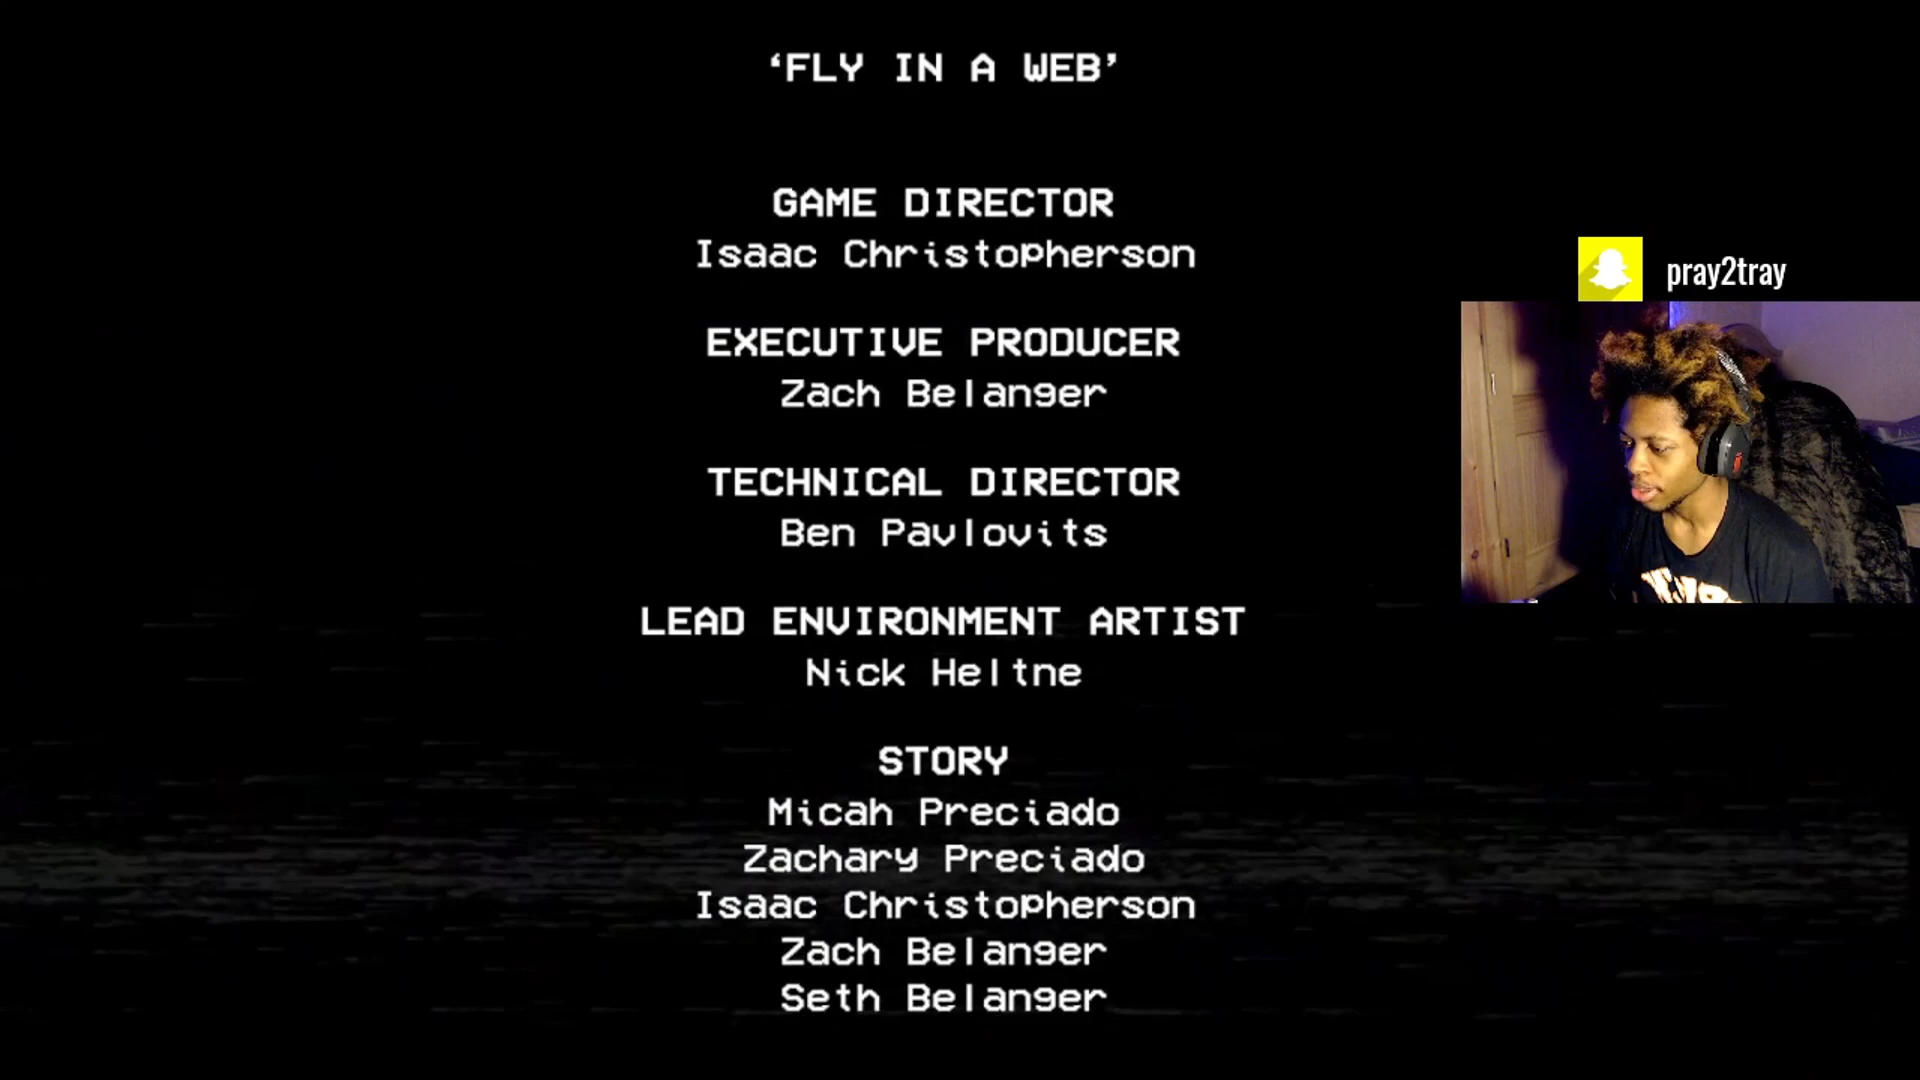 ‘FLY IN A WEB’
GAME DIRECTOR
Isaac Christopherson
EXECUTIVE PRODUCER
Zach Belanger
TECHNICAL DIRECTOR
Ben Pavlovits
LEAD ENVIRONMENT ARTIST
Nick Heltne
STORY
Micah Preciado
Zachary Preciado
Isaac Christopherson
Zach Belanger
Seth Belanger
pray2tray